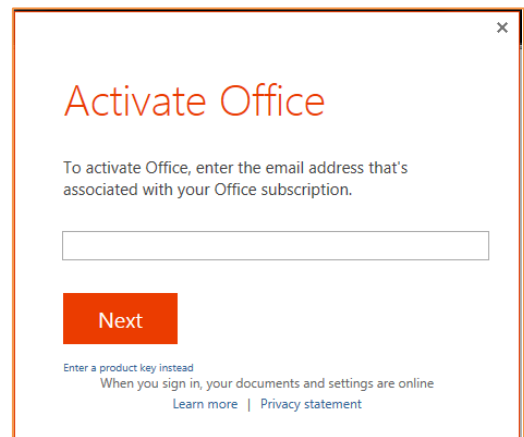 Activate Office
To activate Office, enter the email address that's
associated with your Office subscription.
Next
Enter a product key instead
When you sign in, your documents and settings are online
Learn more | Privacy statement